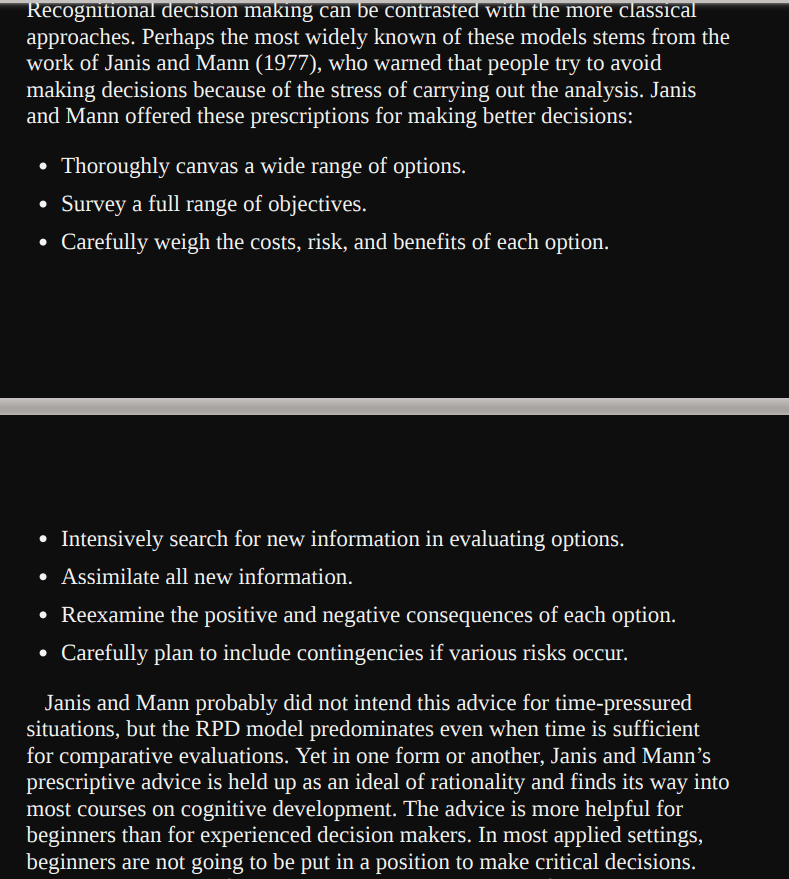 Recognitional decision making can be contrasted with the more classical
approaches. Perhaps the most widely known of these models stems from the
work of Janis and Mann (1977), who warned that people try to avoid
making decisions because of the stress of carrying out the analysis. Janis
and Mann offered these prescriptions for making better decisions:
• Thoroughly canvas a wide range of options.
• Survey a full range of objectives.
• Carefully weigh the costs, risk, and benefits of each option.
• Intensively search for new information in evaluating options.
• Assimilate all new information.
• Reexamine the positive and negative consequences of each option.
• Carefully plan to include contingencies if various risks occur.
Janis and Mann probably did not intend this advice for time-pressured
situations, but the RPD model predominates even when time is sufficient
for comparative evaluations. Yet in one form or another, Janis and Mann’s
prescriptive advice is held up as an ideal of rationality and finds its way into
most courses on cognitive development. The advice is more helpful for
beginners than for experienced decision makers. In most applied settings,
beginners are not going to be put in a position to make critical decisions.